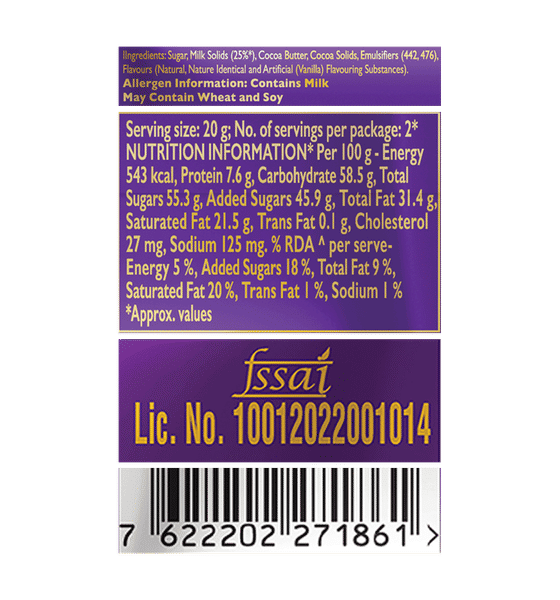 Ingredients: Sugar, Milk Solids (25%*), Cocoa Butter, Cocoa Solids, Emulsifiers (442, 476),
Flavours (Natural, Nature Identical and Artificial (Vanilla) Flavouring Substances).
Allergen Information: Contains Milk
May Contain Wheat and Soy
Serving size: 20 g; No. of servings per package: 2*
NUTRITION INFORMATION* Per 100 g - Energy
543 kcal, Protein 7.6 g, Carbohydrate 58.5 g, Total
Sugars 55.3 g, Added Sugars 45.9 g, Total Fat 31.4 g,
Saturated Fat 21.5 g, Trans Fat 0.1 g, Cholesterol
27 mg, Sodium 125 mg. % RDA ^ per serve-
Energy 5 %, Added Sugars 18 %, Total Fat 9 %,
Saturated Fat 20 %, Trans Fat 1 %, Sodium 1 %
*Approx. values
fssai
Lic. No. 10012022001014
7 622202 271861 >